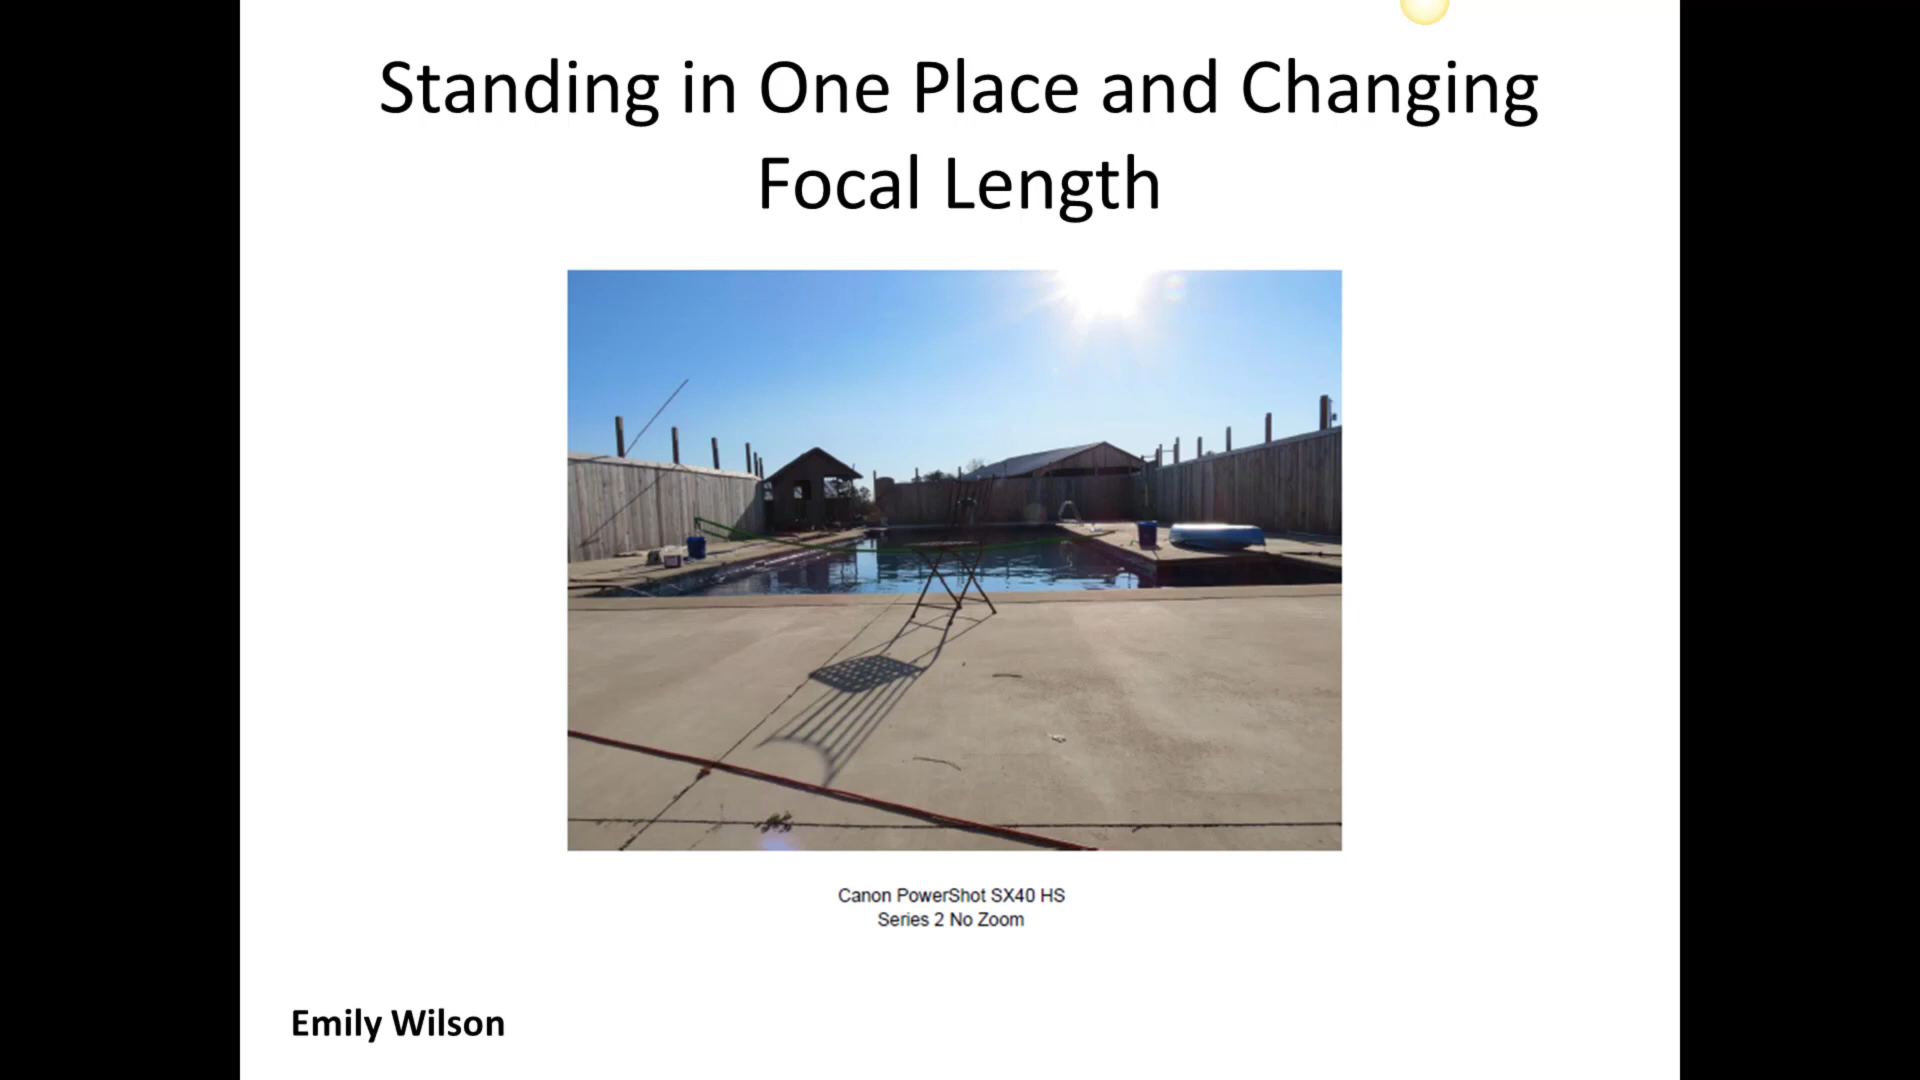 Standing in One Place and Changing
Focal Length
Canon PowerShot SX40 HS
Series 2 No Zoom
Emily Wilson